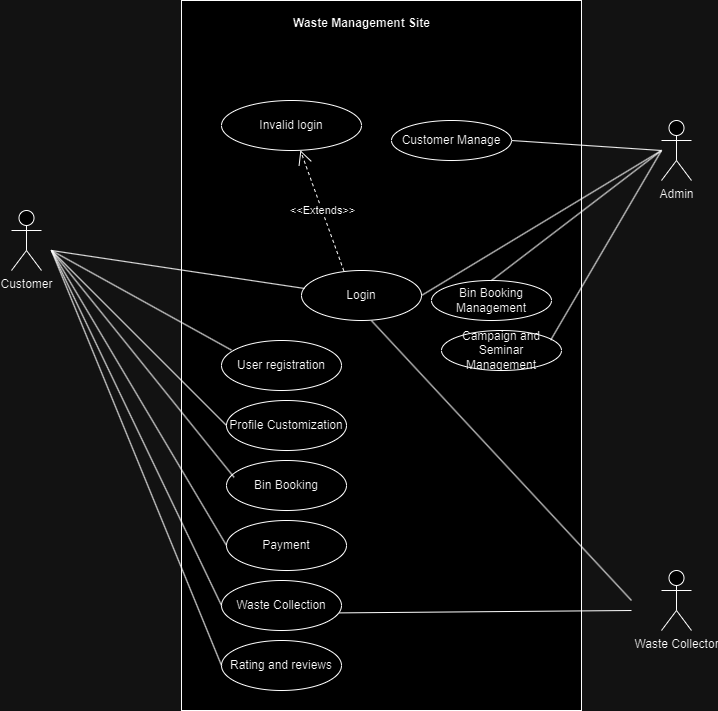 Waste Management Site
Invalid login
Customer Manage
Admin
<<Extends>>
Customer
Login
Bin Booking
Management
Campaign and
Seminar
Management
User registration
Profile Customization
Bin Booking
Payment
Waste Collection
Waste Collector
Rating and reviews